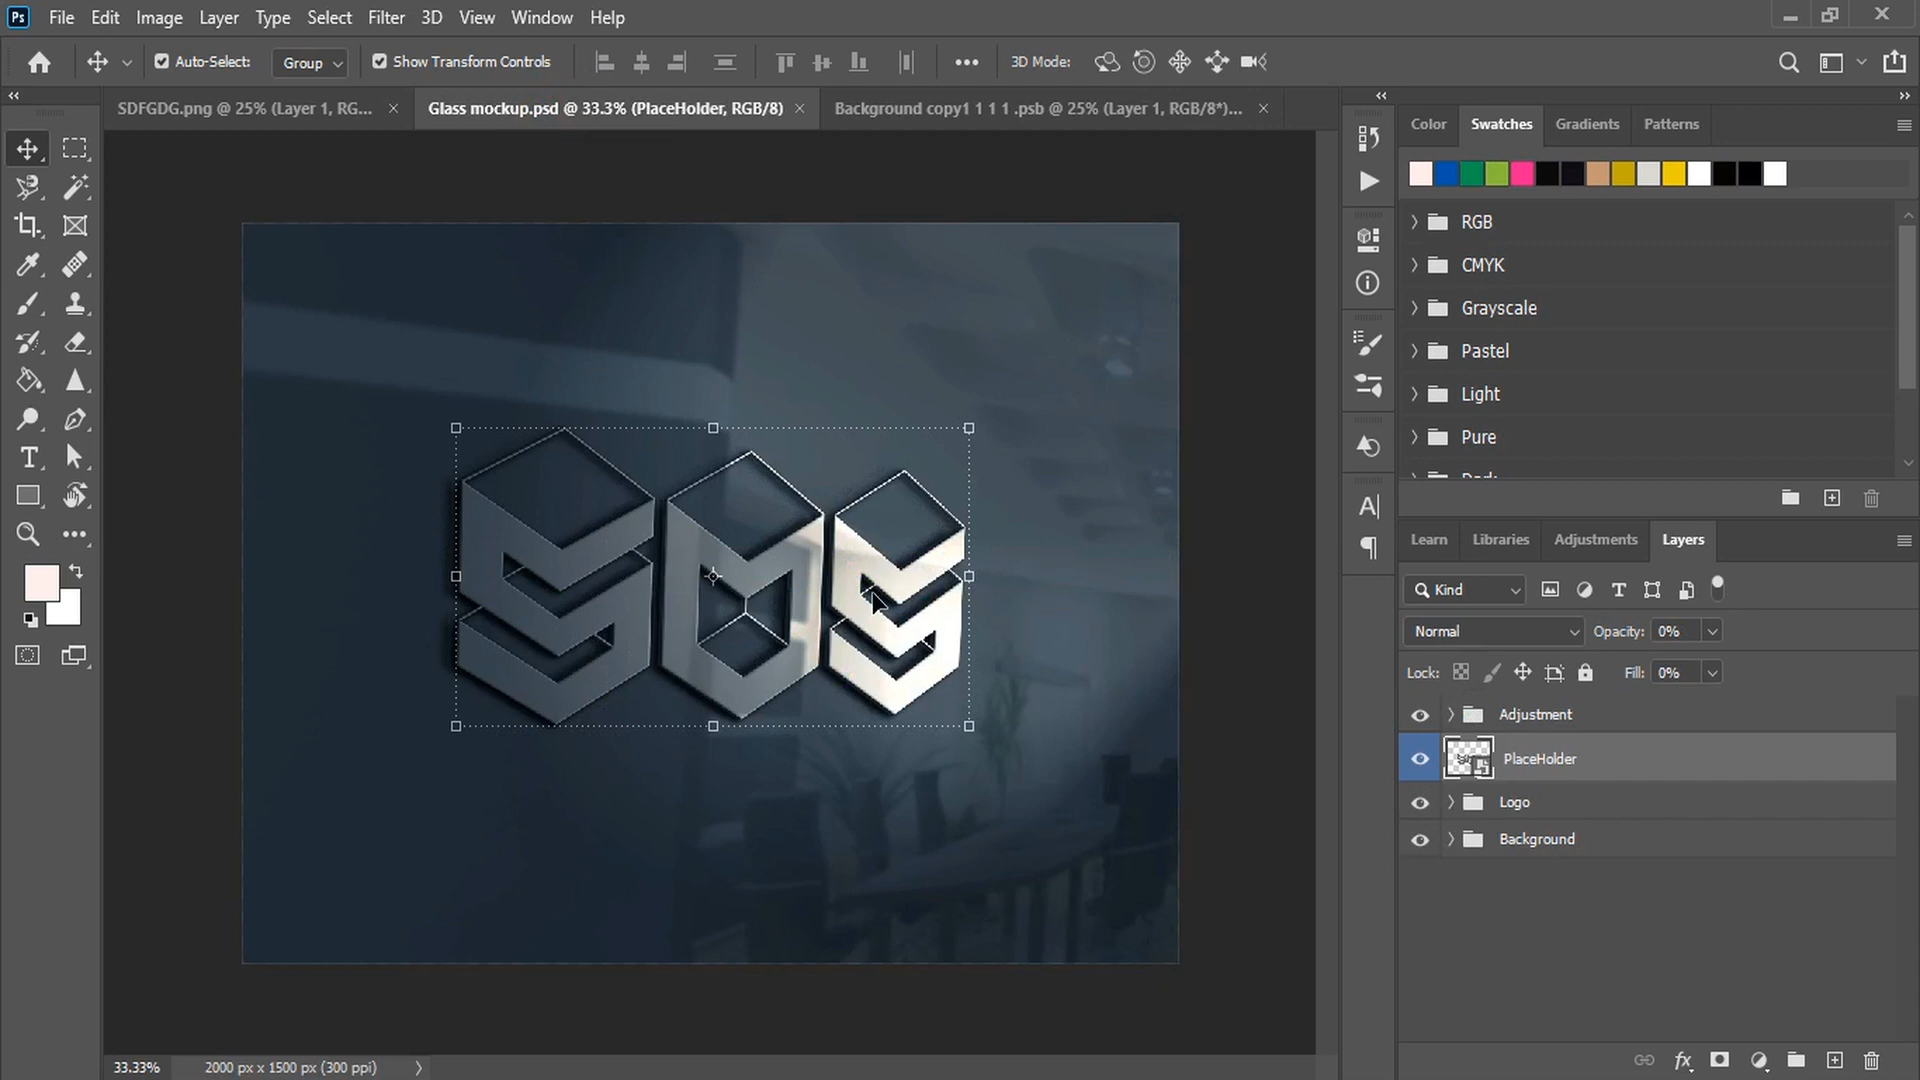 Ps File Edit Image Layer Type Select Filter 3D View Window Help
Auto-Select: Group Show Transform Controls 3D Mode:
SDFGDG.png @ 25% (Layer 1, RG... Glass mockup.psd @ 33.3% (PlaceHolder, RGB/8) Background copy1 1 1 1 .psb @ 25% (Layer 1, RGB/8*)...
Color Swatches Gradients Patterns
RGB
CMYK
Grayscale
Pastel
Light
Pure
Learn Libraries Adjustments Layers
Kind
Normal Opacity: 0%
Lock: Fill: 0%
Adjustment
PlaceHolder
Logo
Background
SOS
33.33% 2000 px x 1500 px (300 ppi)